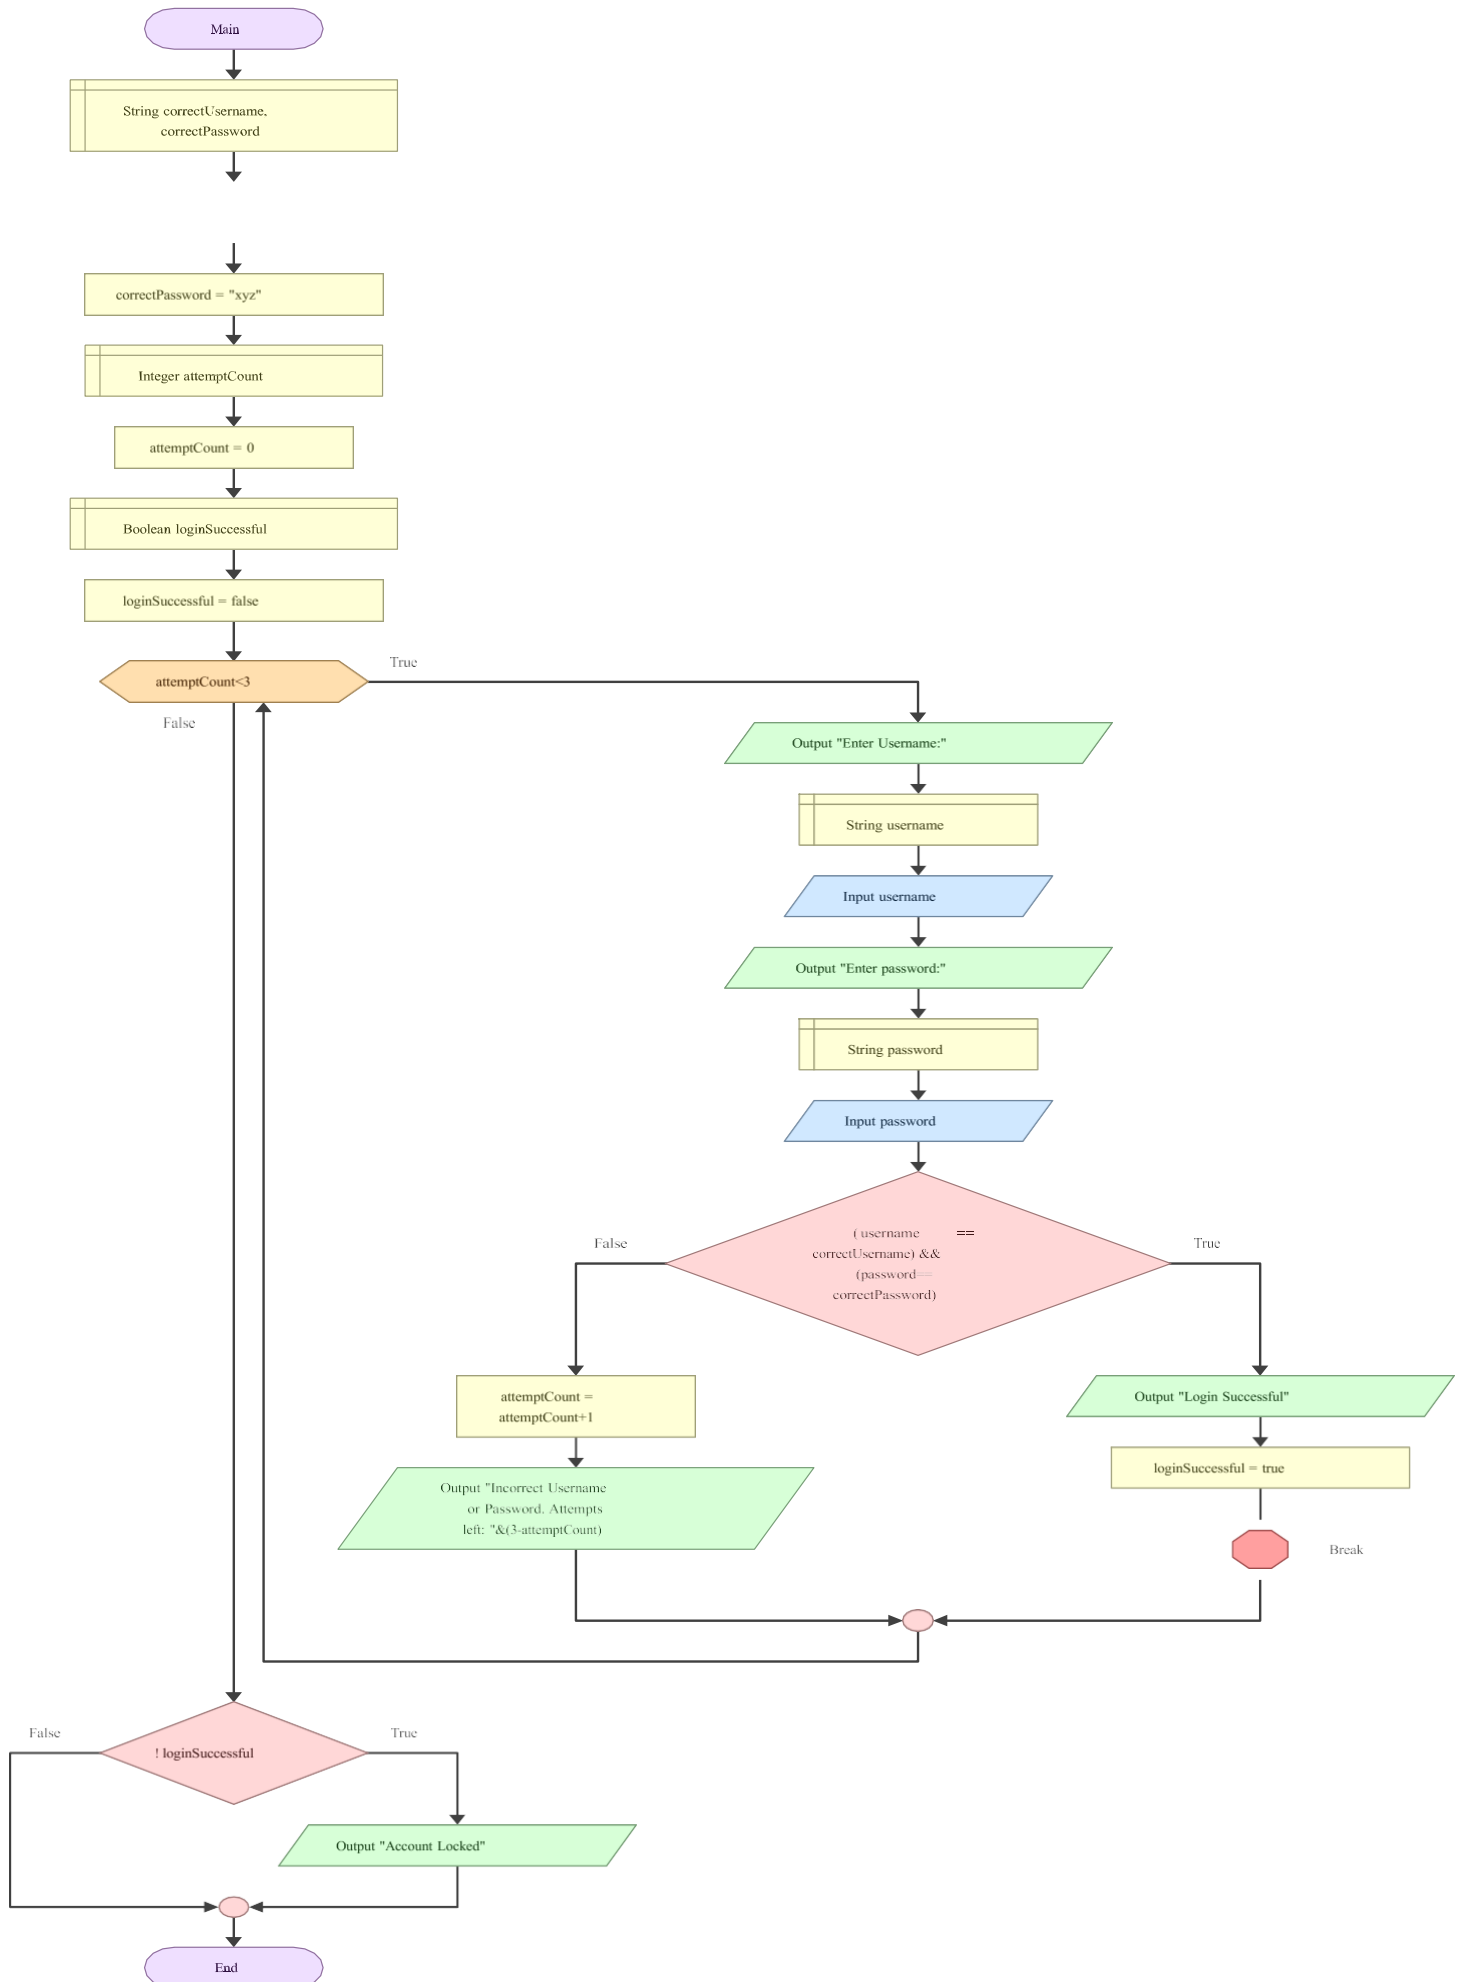 Main
String correctUsername,
correctPassword
correctPassword = "xyz"
Integer attemptCount
attemptCount = 0
Boolean loginSuccessful
loginSuccessful = false
attemptCount<3
True
False
Output "Enter Username:"
String username
Input username
Output "Enter password:"
String password
Input password
( username ==
correctUsername) &&
(password==
correctPassword)
False
True
attemptCount =
attemptCount+1
Output "Login Successful"
Output "Incorrect Username
or Password. Attempts
left: "&(3-attemptCount)
loginSuccessful = true
Break
! loginSuccessful
False
True
Output "Account Locked"
End